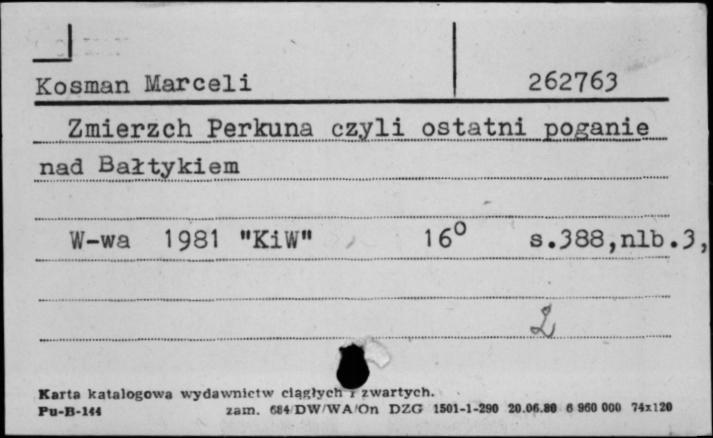 Kosman Marceli 262763
Zmierzch Perkuna czyli ostatni poganie
nad Bałtykiem
W-wa 1981 "KiW" 16° s.388,nlb.3,
2
Karta katalogowa wydawnictw ciągłych i zwartych.
Pu-B-144 zam. 684/DW/WA/On DZG 1501-1-290 20.06.80 6 960 000 74x120